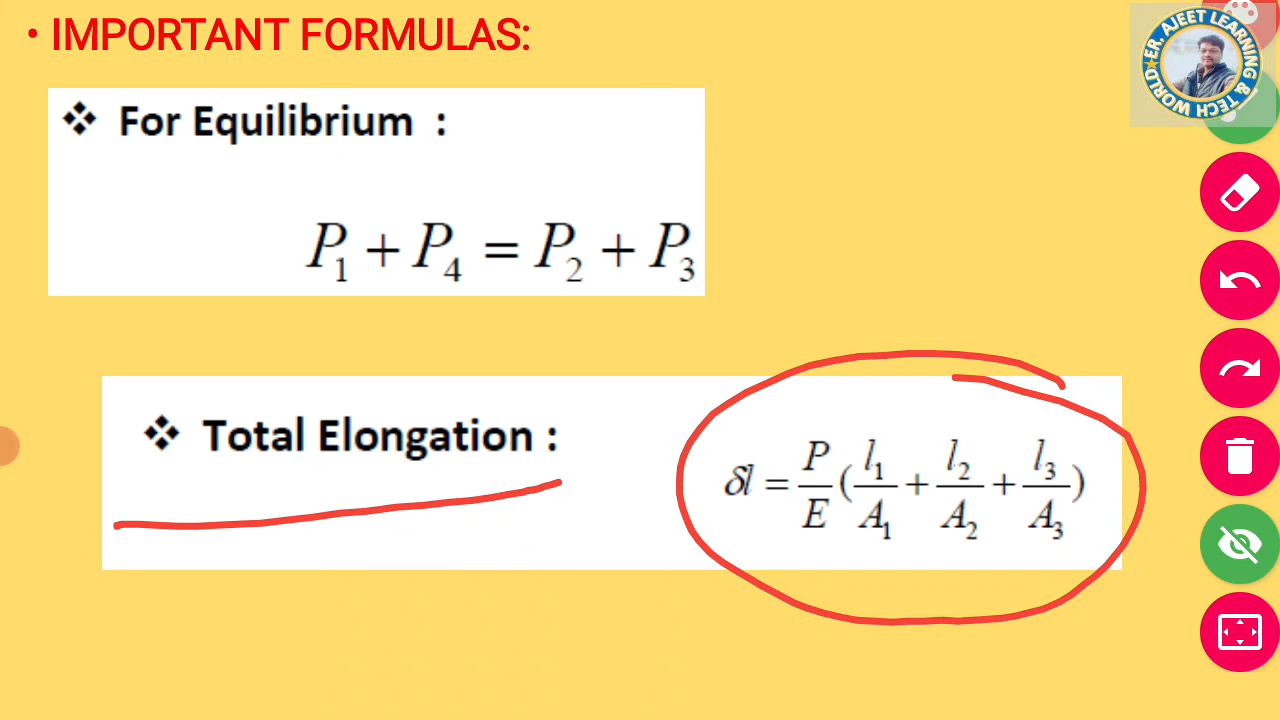 • IMPORTANT FORMULAS:
❖ For Equilibrium :
P₁ + P₄ = P₂ + P₃
❖ Total Elongation :
δl = P/E (l₁/A₁ + l₂/A₂ + l₃/A₃)
ER. AJEET LEARNING & TECH WORLD